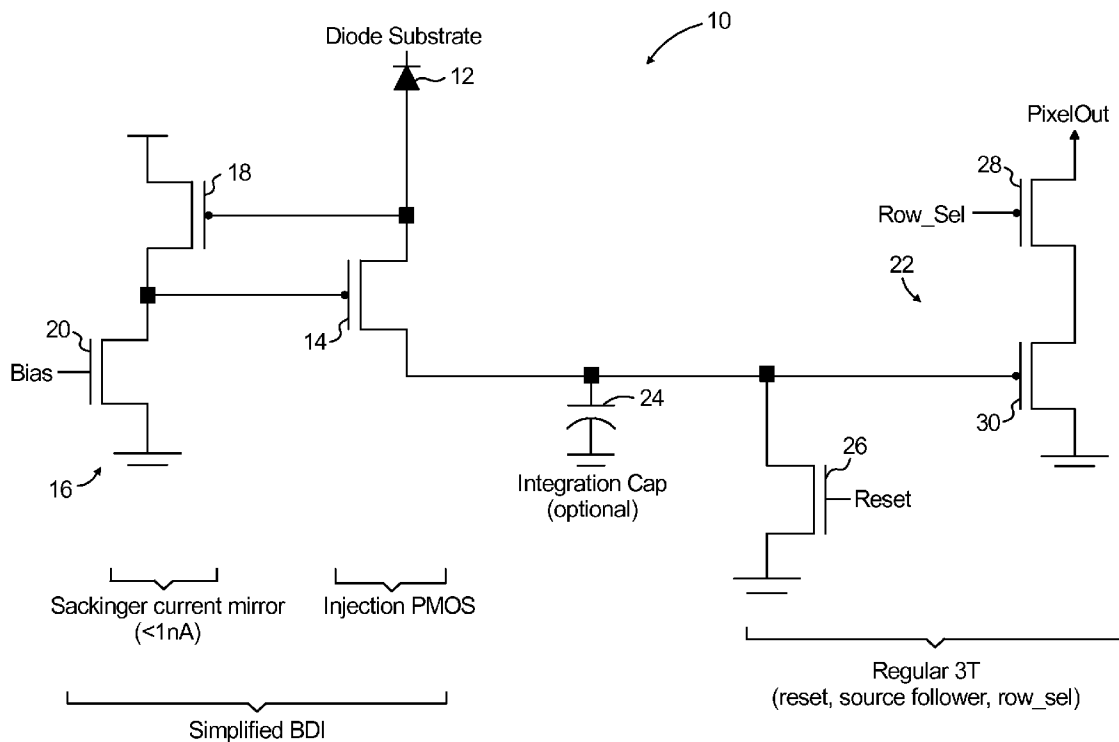 Diode Substrate
10
12
PixelOut
18
28
Row_Sel
22
20
14
Bias
24
30
26
16
Integration Cap
(optional)
Reset
Sackinger current mirror
(<1nA)
Injection PMOS
Regular 3T
(reset, source follower, row_sel)
Simplified BDI